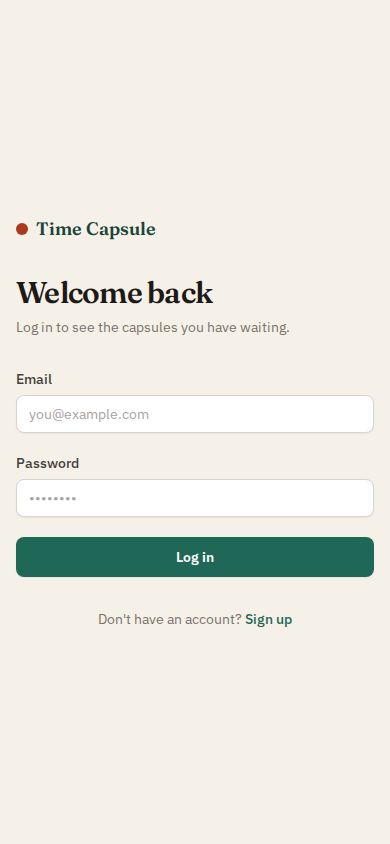 Time Capsule
Welcome back
Log in to see the capsules you have waiting.
Email
you@example.com
Password
••••••••
Log in
Don't have an account? Sign up